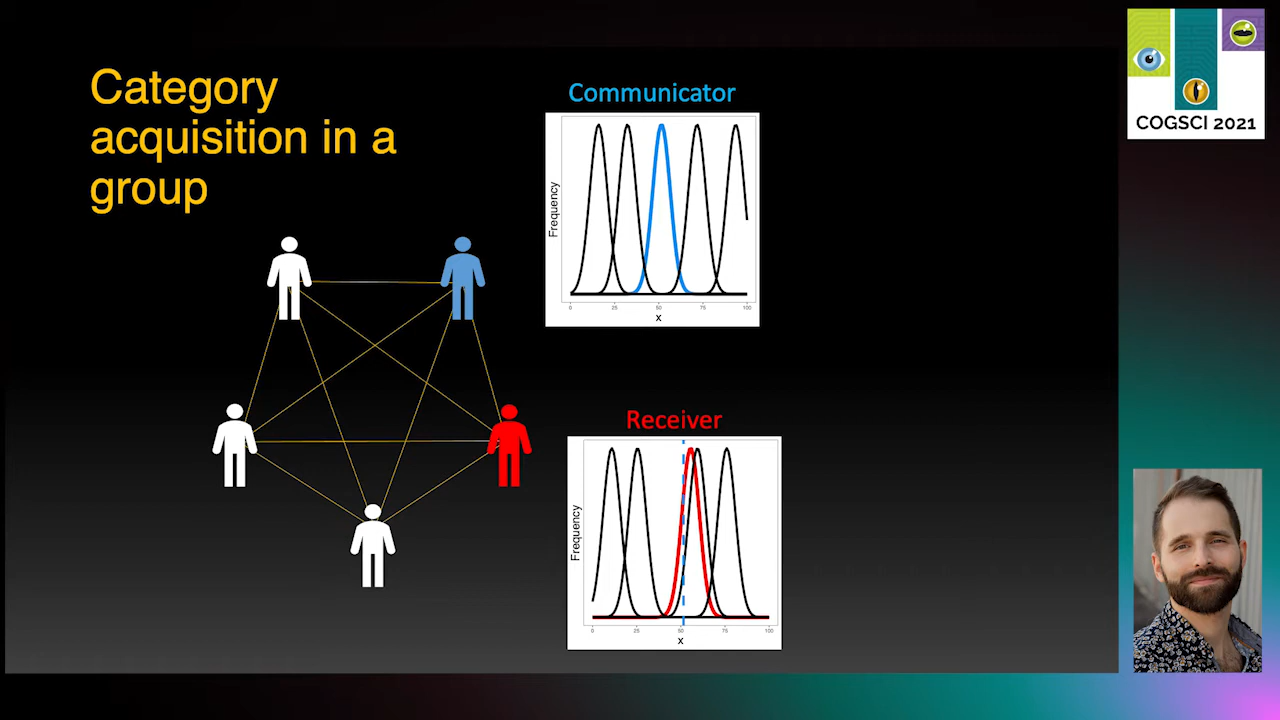 Category
acquisition in a
group
Communicator
Frequency
0 25 50 75 100
x
Receiver
Frequency
0 25 50 75 100
x
COGSCI 2021